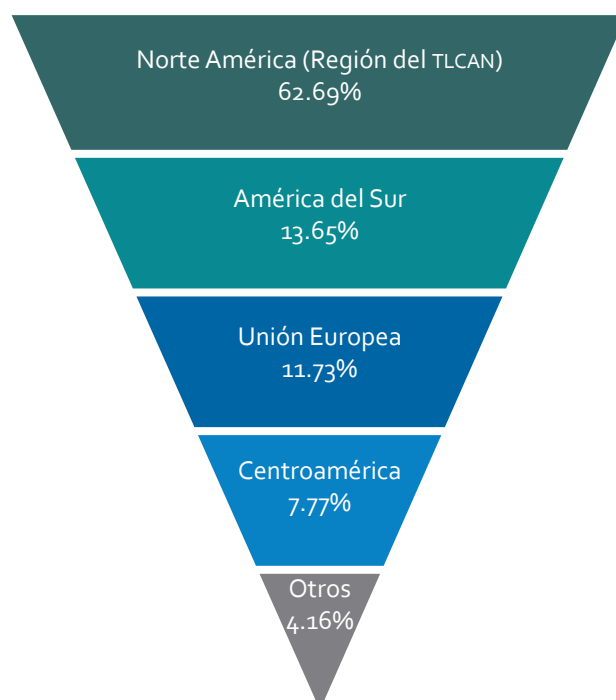 Norte América (Región del TLCAN)
62.69%
América del Sur
13.65%
Unión Europea
11.73%
Centroamérica
7.77%
Otros
4.16%